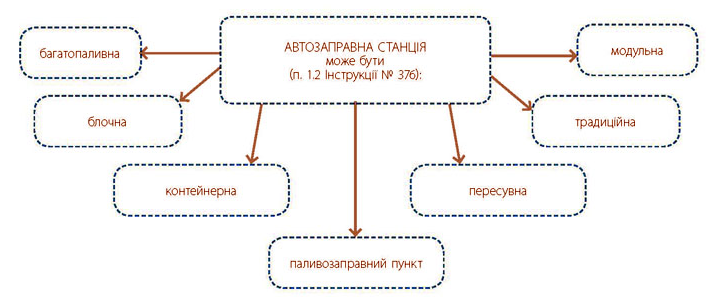 АВТОЗАПРАВНА СТАНЦІЯ
може бути
(п. 1.2 Інструкції № 376):
багатопаливна
модульна
блочна
традиційна
контейнерна
пересувна
паливозаправний пункт